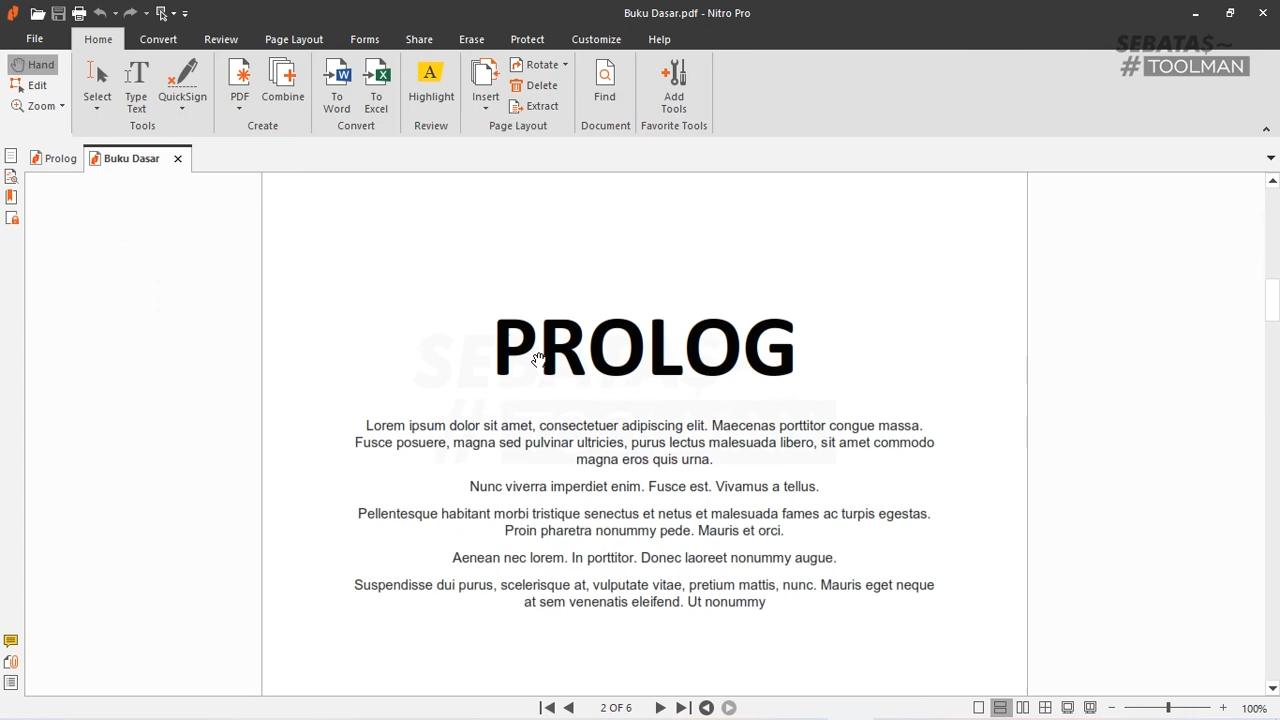 Buku Dasar.pdf - Nitro Pro
File Home Convert Review Page Layout Forms Share Erase Protect Customize Help
SEBATA$~
# TOOLMAN
Hand
Edit
Zoom
Select
Type Text
QuickSign
Tools
PDF
Combine
Create
To Word
To Excel
Convert
A
Highlight
Review
Insert
Rotate
Delete
Extract
Page Layout
Find
Document
Add Tools
Favorite Tools
Prolog
Buku Dasar
PROLOG
SEBATA$
# TOOLMAN
Lorem ipsum dolor sit amet, consectetuer adipiscing elit. Maecenas porttitor congue massa.
Fusce posuere, magna sed pulvinar ultricies, purus lectus malesuada libero, sit amet commodo
magna eros quis urna.
Nunc viverra imperdiet enim. Fusce est. Vivamus a tellus.
Pellentesque habitant morbi tristique senectus et netus et malesuada fames ac turpis egestas.
Proin pharetra nonummy pede. Mauris et orci.
Aenean nec lorem. In porttitor. Donec laoreet nonummy augue.
Suspendisse dui purus, scelerisque at, vulputate vitae, pretium mattis, nunc. Mauris eget neque
at sem venenatis eleifend. Ut nonummy
2 OF 6
100%